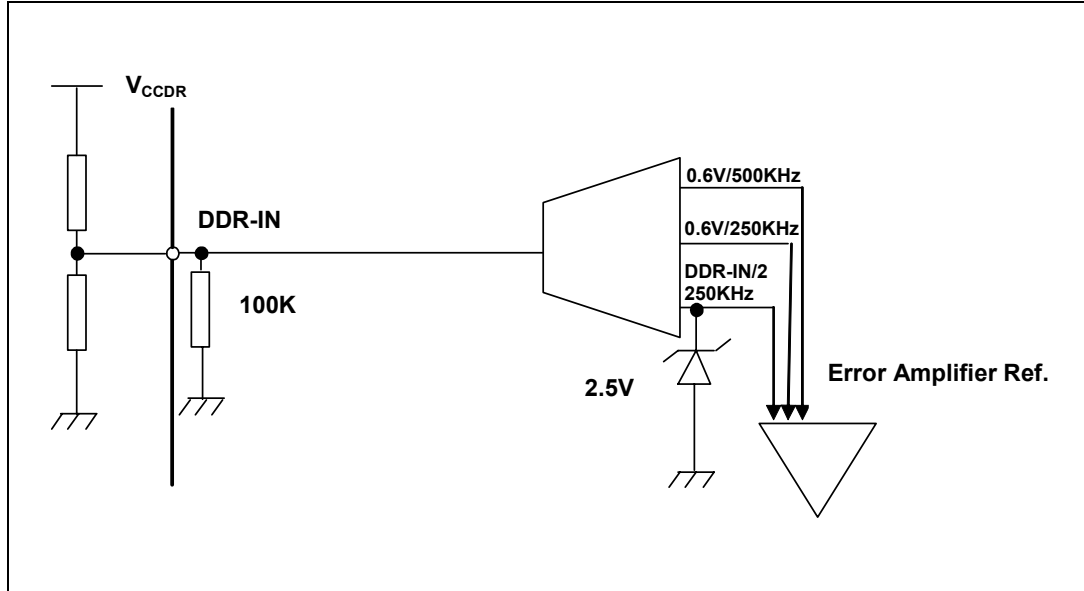 VCCDR
DDR-IN
100K
0.6V/500KHz
0.6V/250KHz
DDR-IN/2
250KHz
2.5V
Error Amplifier Ref.